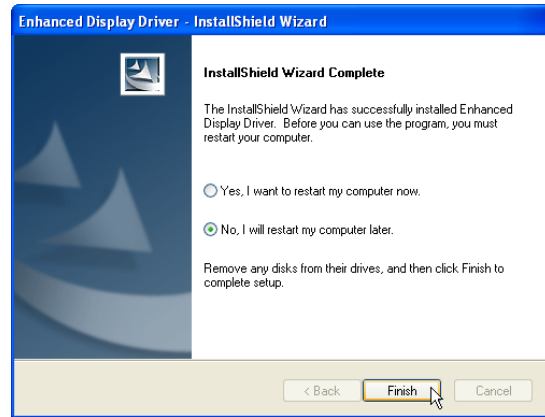 Enhanced Display Driver - InstallShield Wizard
InstallShield Wizard Complete
The InstallShield Wizard has successfully installed Enhanced
Display Driver. Before you can use the program, you must
restart your computer.
Yes, I want to restart my computer now.
No, I will restart my computer later.
Remove any disks from their drives, and then click Finish to
complete setup.
< Back Finish Cancel